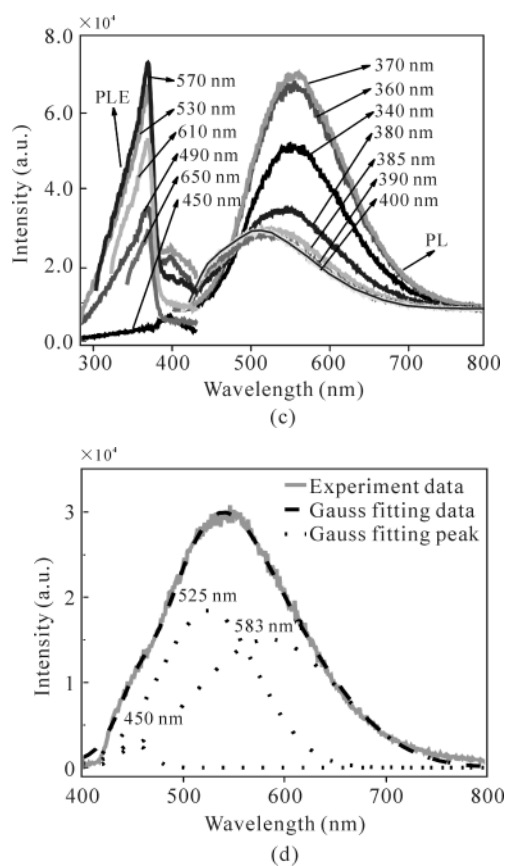 ×10⁴
8.0
6.0
4.0
2.0
0.0
Intensity (a.u.)
PLE
570 nm
530 nm
610 nm
490 nm
650 nm
450 nm
370 nm
360 nm
340 nm
380 nm
385 nm
390 nm
400 nm
PL
300 400 500 600 700 800
Wavelength (nm)
(c)
×10⁴
3
2
1
0
Intensity (a.u.)
Experiment data
Gauss fitting data
Gauss fitting peak
525 nm
583 nm
450 nm
400 500 600 700 800
Wavelength (nm)
(d)